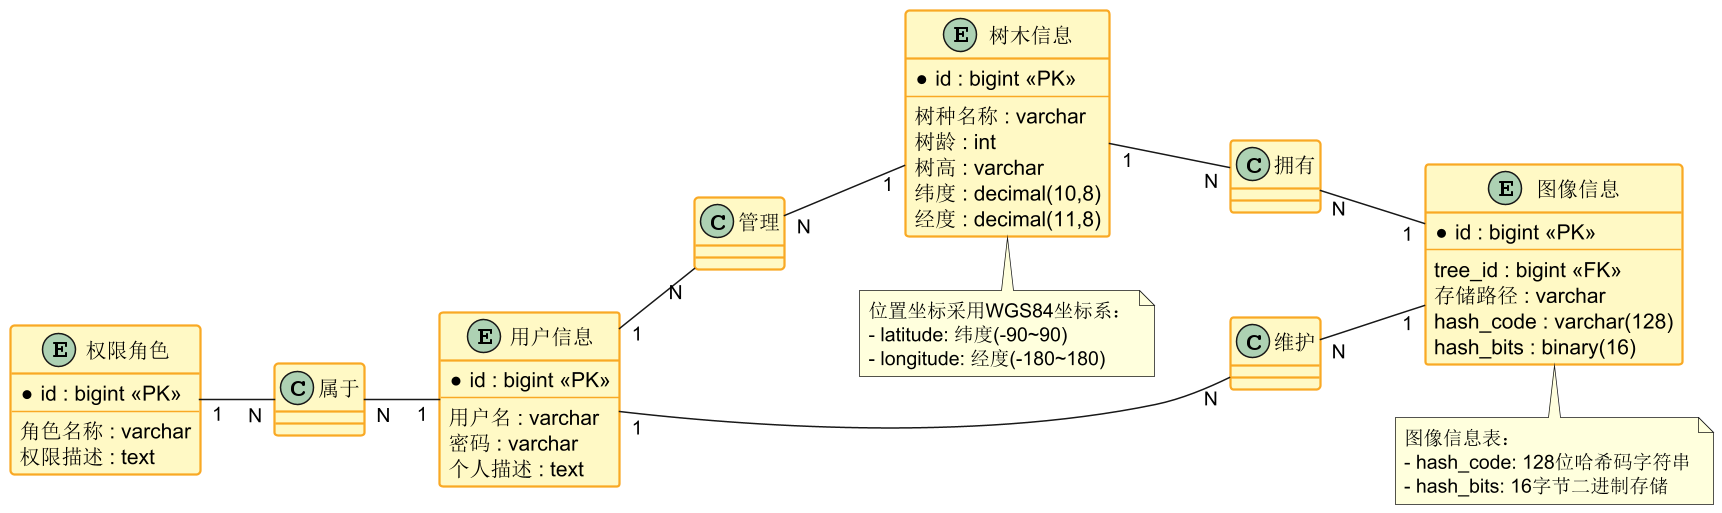 E 权限角色
● id : bigint «PK»
角色名称 : varchar
权限描述 : text
1
N
C 属于
N
1
E 用户信息
● id : bigint «PK»
用户名 : varchar
密码 : varchar
个人描述 : text
1
N
C 管理
N
1
E 树木信息
● id : bigint «PK»
树种名称 : varchar
树龄 : int
树高 : varchar
纬度 : decimal(10,8)
经度 : decimal(11,8)
位置坐标采用WGS84坐标系：
- latitude: 纬度(-90~90)
- longitude: 经度(-180~180)
1
N
C 拥有
N
1
1
N
C 维护
N
1
E 图像信息
● id : bigint «PK»
tree_id : bigint «FK»
存储路径 : varchar
hash_code : varchar(128)
hash_bits : binary(16)
图像信息表：
- hash_code: 128位哈希码字符串
- hash_bits: 16字节二进制存储